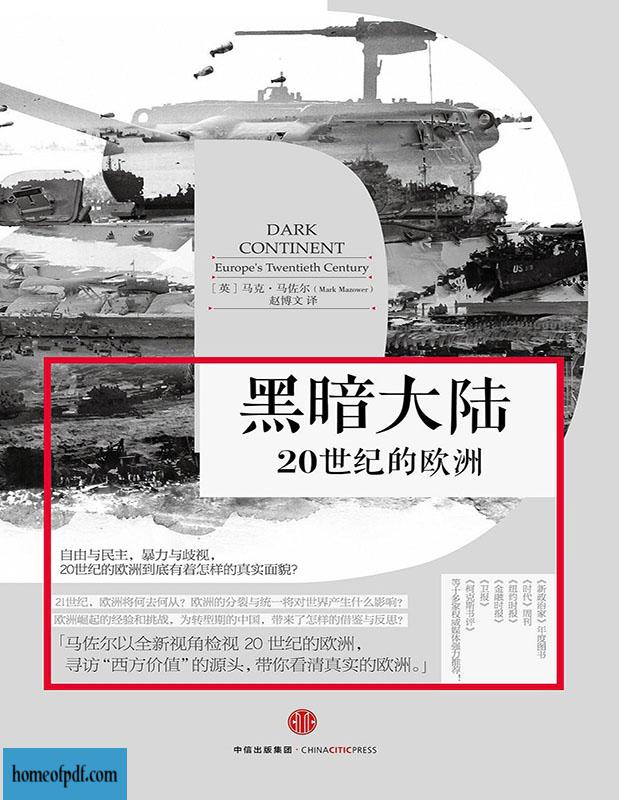 DARK
CONTINENT
Europe's Twentieth Century
[英] 马克·马佐尔 (Mark Mazower)
赵博文 译
黑暗大陆
20世纪的欧洲
自由与民主，暴力与歧视，
20世纪的欧洲到底有着怎样的真实面貌？
21世纪，欧洲将何去何从？欧洲的分裂与统一将对世界产生什么影响？
欧洲崛起的经验和挑战，为转型期的中国，带来了怎样的借鉴与反思？
「马佐尔以全新视角检视 20 世纪的欧洲，
寻访“西方价值”的源头，带你看清真实的欧洲。」
《新政治家》年度图书
《时代》周刊
《纽约时报》
《金融时报》
《卫报》
《柯克斯书评》
等十多家权威媒体强力推荐！
US
中信出版集团·CHINACITICPRESS
homeofpdf.com